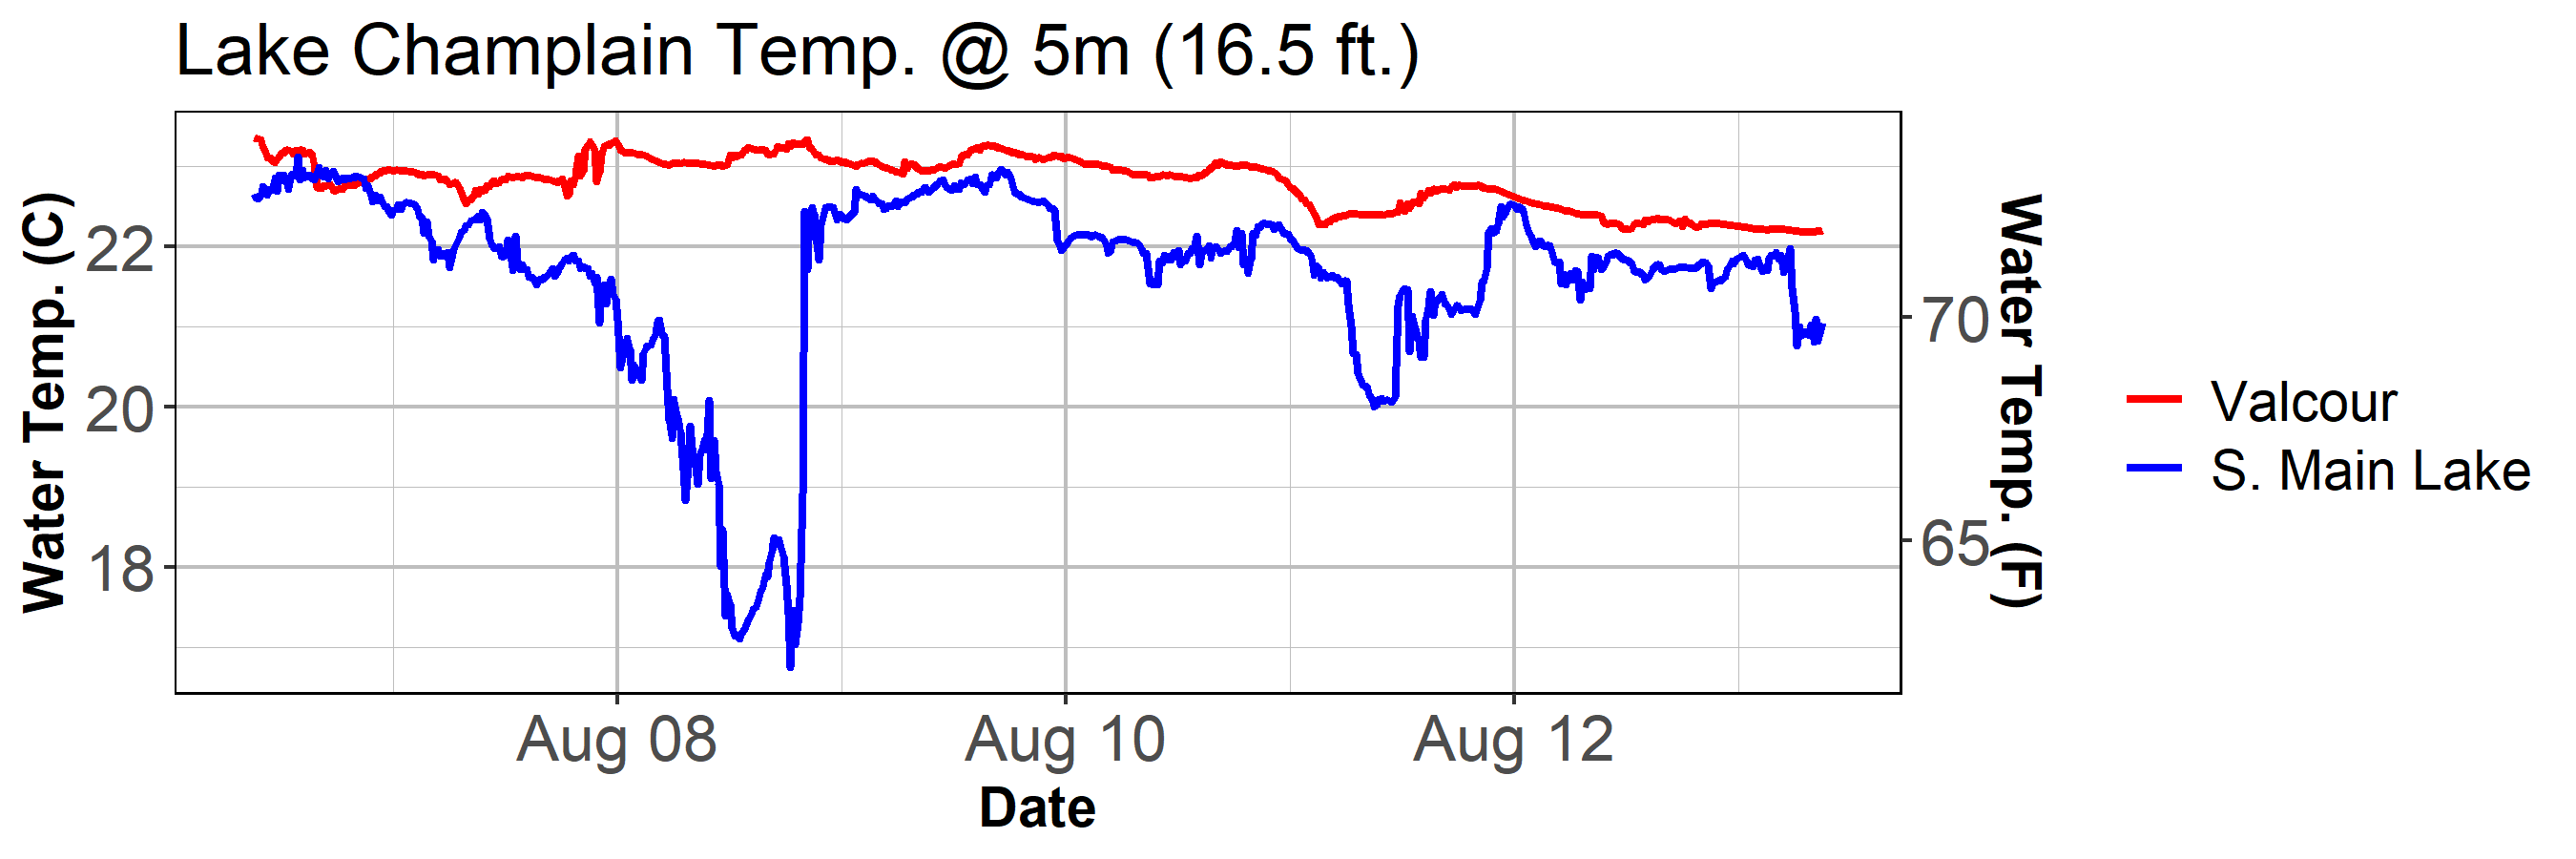 Lake Champlain Temp. @ 5m (16.5 ft.)
Water Temp. (C)
22
20
18
70
65
Water Temp. (F)
Aug 08
Aug 10
Aug 12
Date
Valcour
S. Main Lake